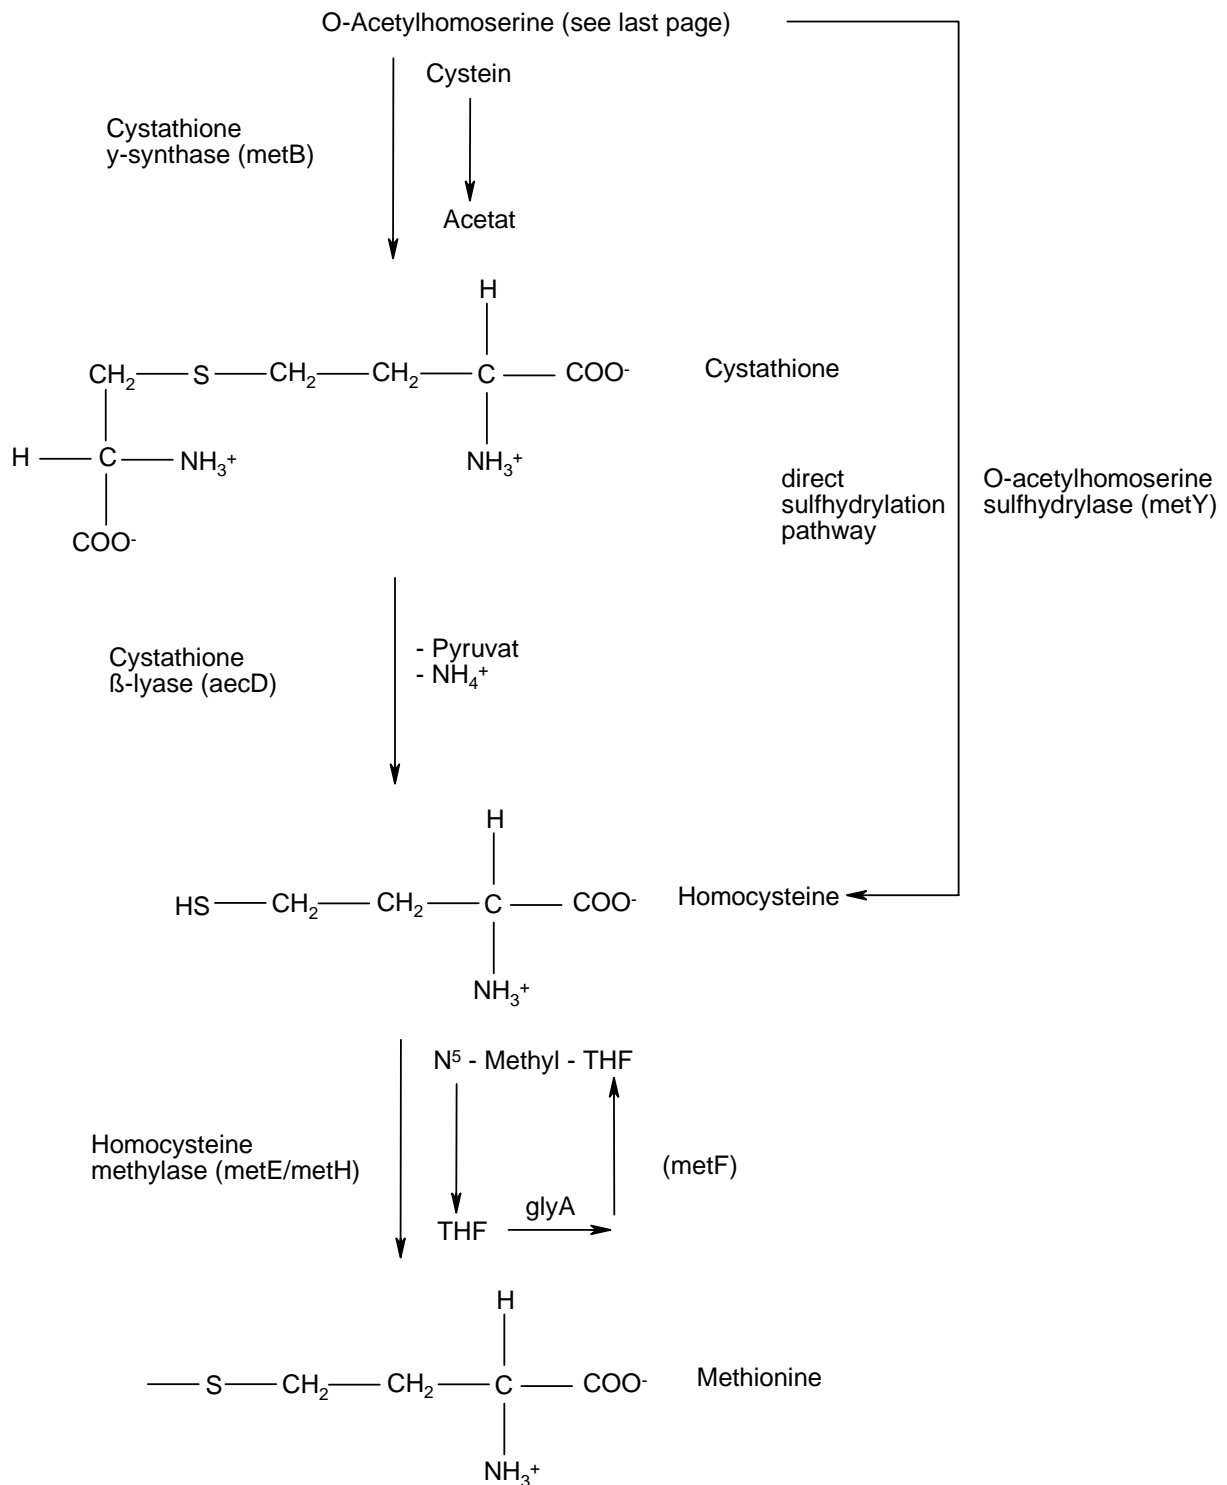 O-Acetylhomoserine (see last page)
Cystein
Cystathione
y-synthase (metB)
Acetat
H
CH₂ S CH₂ CH₂ C COO⁻
Cystathione
H C NH₃⁺
NH₃⁺
COO⁻
direct
sulfhydrylation
pathway
O-acetylhomoserine
sulfhydrylase (metY)
Cystathione
ß-lyase (aecD)
- Pyruvat
- NH₄⁺
H
HS CH₂ CH₂ C COO⁻
Homocysteine
NH₃⁺
N⁵ - Methyl - THF
Homocysteine
methylase (metE/metH)
(metF)
glyA
THF
H
S CH₂ CH₂ C COO⁻
Methionine
NH₃⁺